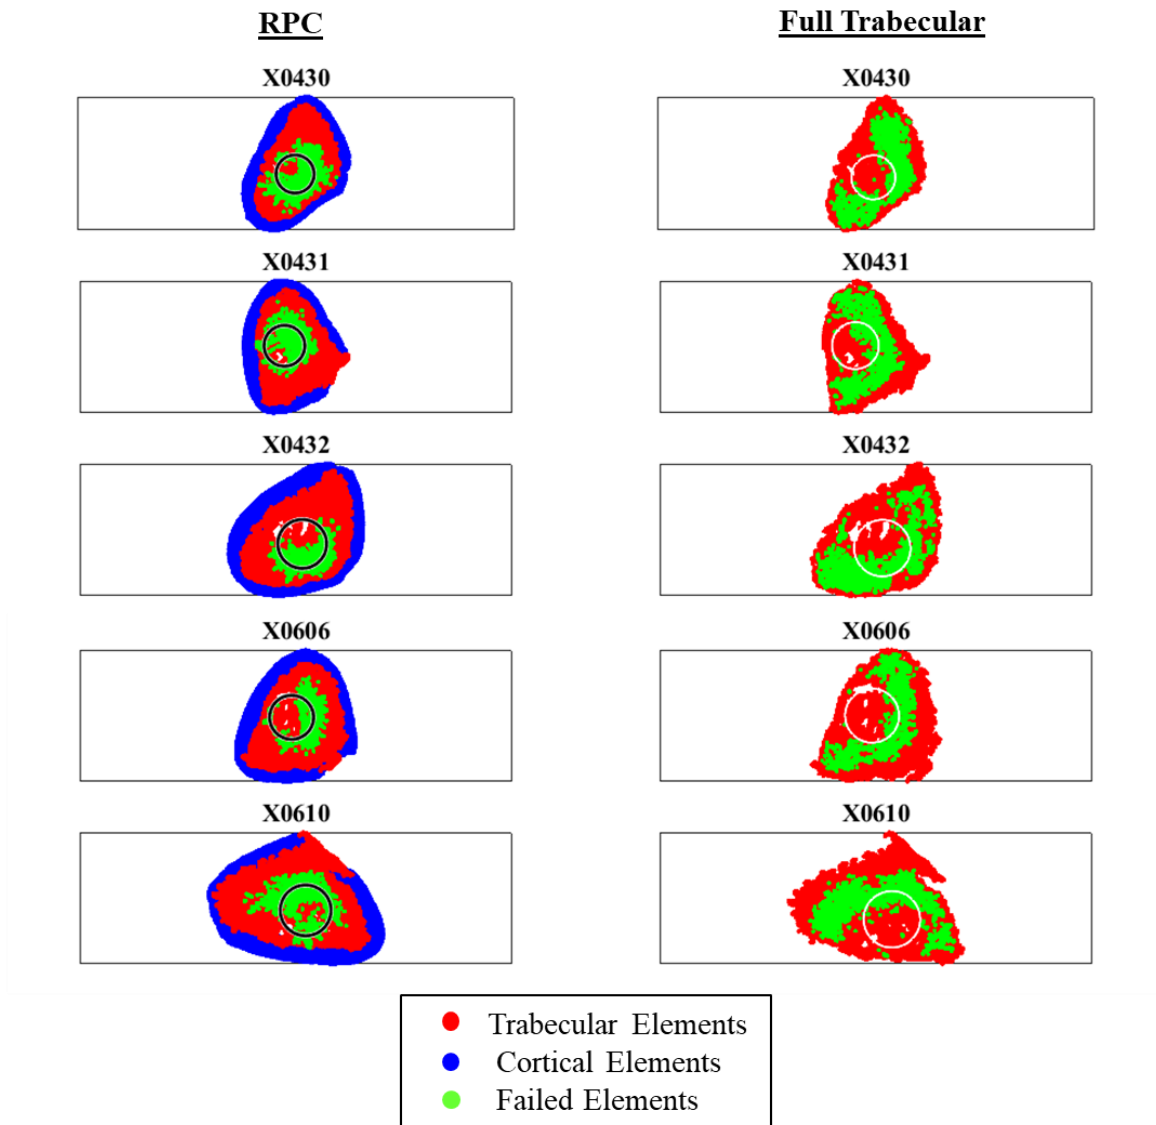 RPC
Full Trabecular
X0430
X0430
X0431
X0431
X0432
X0432
X0606
X0606
X0610
X0610
Trabecular Elements
Cortical Elements
Failed Elements